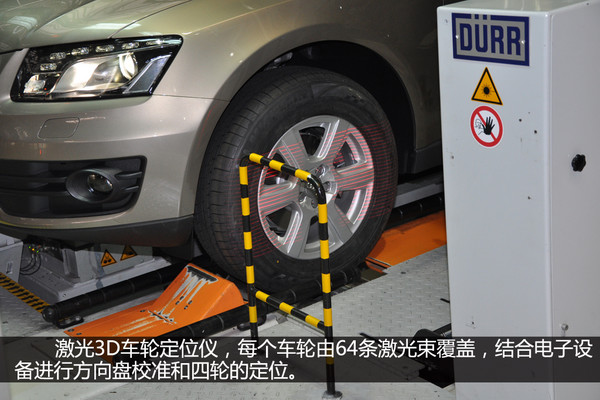 DÜRR
激光3D车轮定位仪，每个车轮由64条激光束覆盖，结合电子设
备进行方向盘校准和四轮的定位。